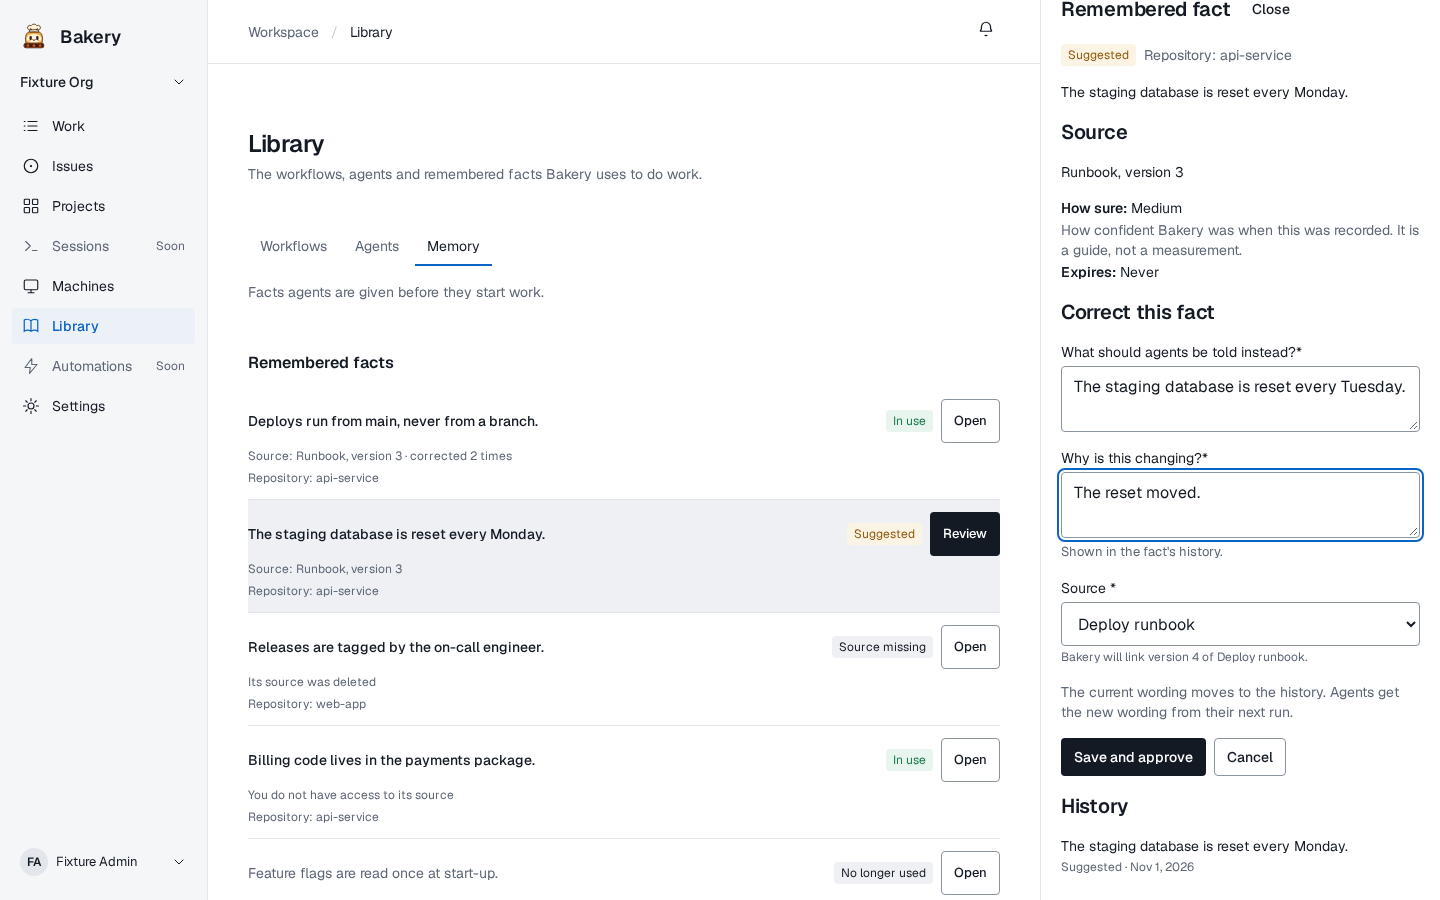 Bakery
Fixture Org
Work
Issues
Projects
Sessions Soon
Machines
Library
Automations Soon
Settings
FA Fixture Admin
Workspace / Library
Library
The workflows, agents and remembered facts Bakery uses to do work.
Workflows Agents Memory
Facts agents are given before they start work.
Remembered facts
Deploys run from main, never from a branch. In use Open
Source: Runbook, version 3 · corrected 2 times
Repository: api-service
The staging database is reset every Monday. Suggested Review
Source: Runbook, version 3
Repository: api-service
Releases are tagged by the on-call engineer. Source missing Open
Its source was deleted
Repository: web-app
Billing code lives in the payments package. In use Open
You do not have access to its source
Repository: api-service
Feature flags are read once at start-up. No longer used Open
Remembered fact Close
Suggested Repository: api-service
The staging database is reset every Monday.
Source
Runbook, version 3
How sure: Medium
How confident Bakery was when this was recorded. It is
a guide, not a measurement.
Expires: Never
Correct this fact
What should agents be told instead?*
The staging database is reset every Tuesday.
Why is this changing?*
The reset moved.
Shown in the fact's history.
Source *
Deploy runbook
Bakery will link version 4 of Deploy runbook.
The current wording moves to the history. Agents get
the new wording from their next run.
Save and approve Cancel
History
The staging database is reset every Monday.
Suggested · Nov 1, 2026